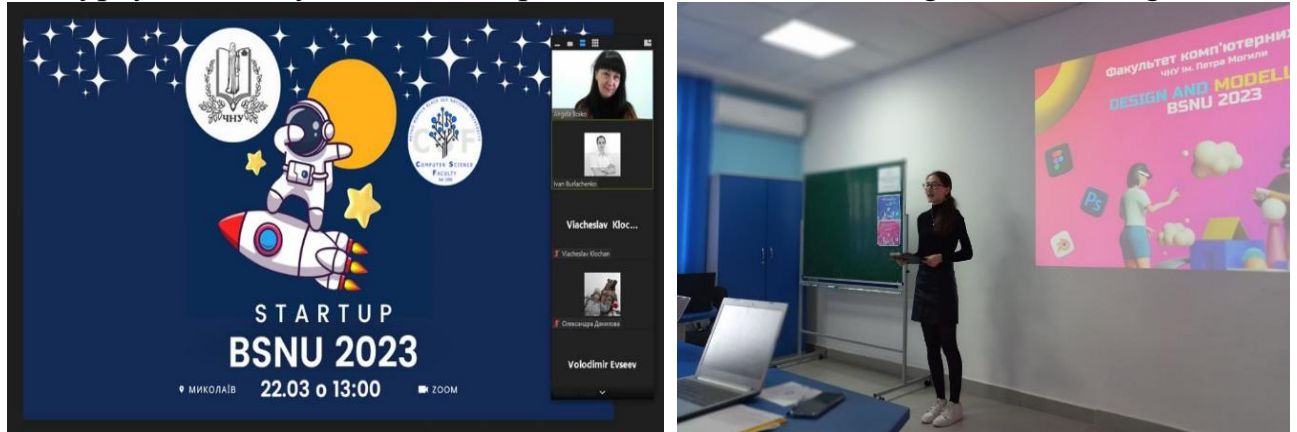 ЧНУ
COMPUTER SCIENCE
FACULTY
STARTUP
BSNU 2023
МИКОЛАЇВ 22.03 о 13:00 ZOOM
Angela Boiko
Ivan Burlachenko
Viacheslav Kloc...
Viacheslav Klochan
Олександра Данилова
Volodimir Evseev
Факультет комп'ютерних
ЧНУ ім. Петра Могили
DESIGN AND MODELL
BSNU 2023
Ps